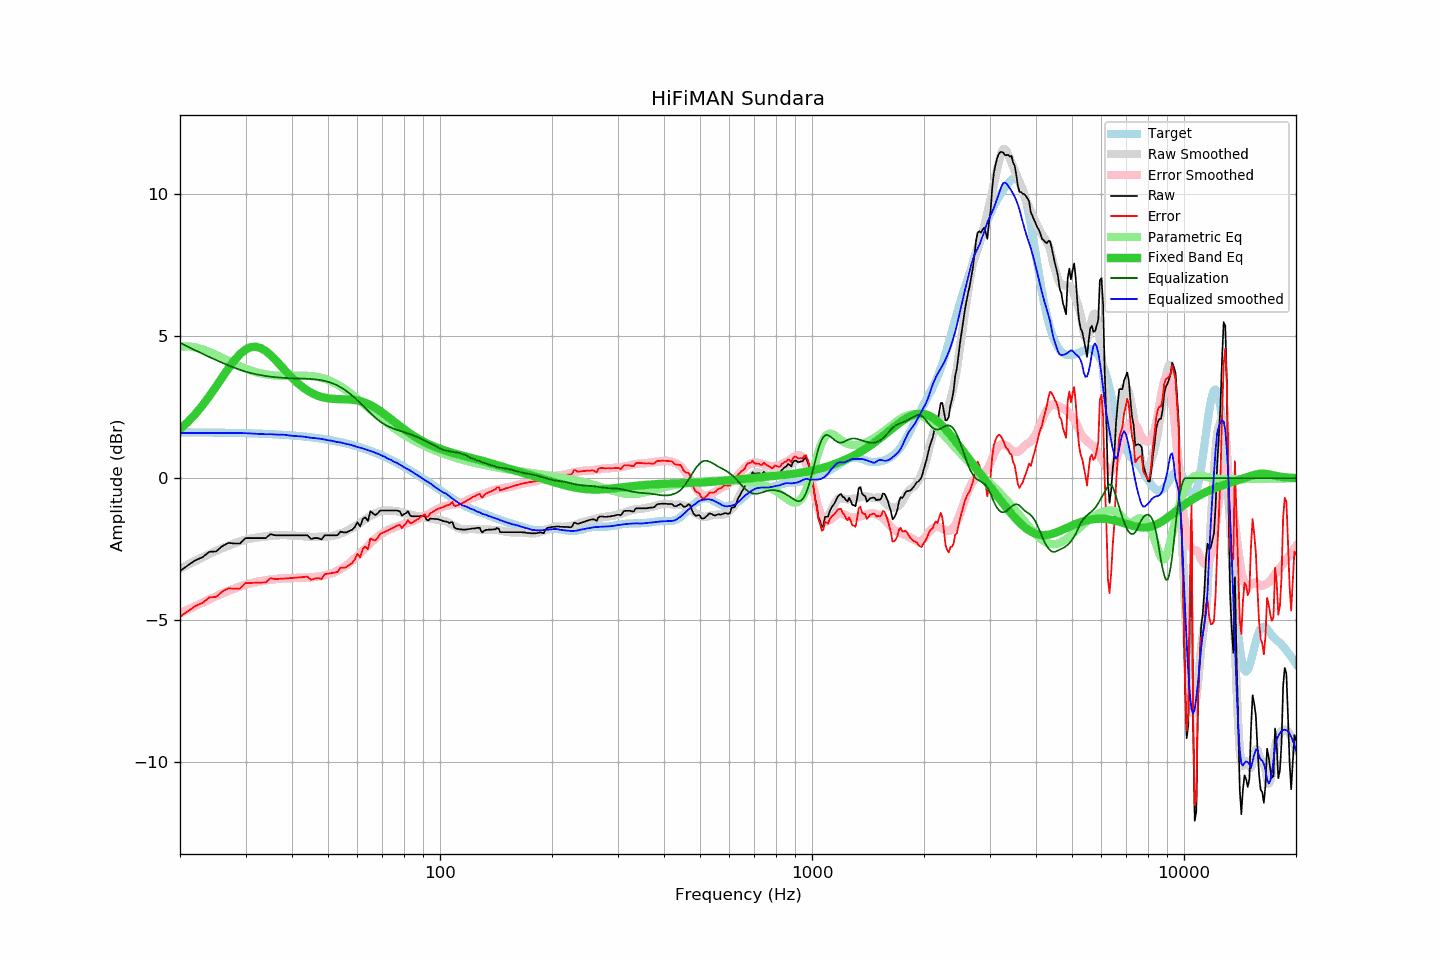 HiFiMAN Sundara
Target
Raw Smoothed
Error Smoothed
Raw
Error
Parametric Eq
Fixed Band Eq
Equalization
Equalized smoothed
Amplitude (dBr)
10
5
0
−5
−10
100
1000
10000
Frequency (Hz)